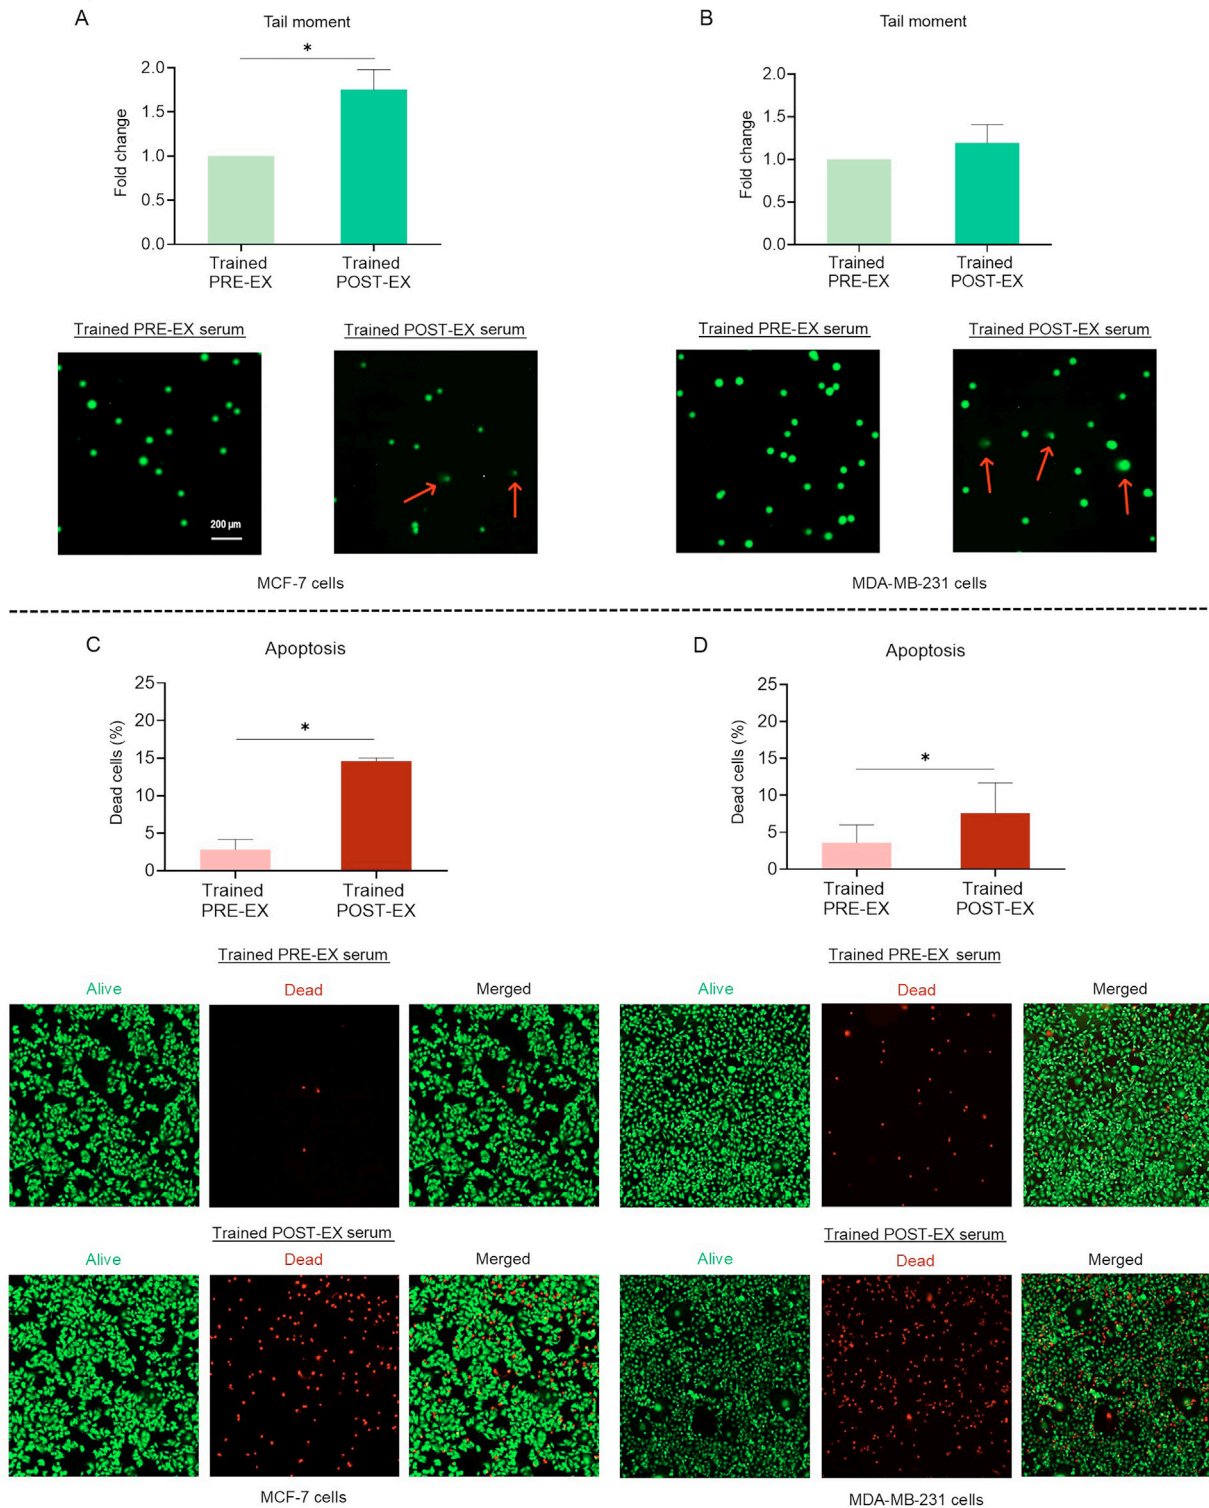 A
Tail moment
*
Fold change
2.0
1.5
1.0
0.5
0.0
Trained
PRE-EX
Trained
POST-EX
Trained PRE-EX serum
Trained POST-EX serum
200 µm
MCF-7 cells
B
Tail moment
Fold change
2.0
1.5
1.0
0.5
0.0
Trained
PRE-EX
Trained
POST-EX
Trained PRE-EX serum
Trained POST-EX serum
MDA-MB-231 cells
C
Apoptosis
*
Dead cells (%)
25
20
15
10
5
0
Trained
PRE-EX
Trained
POST-EX
Trained PRE-EX serum
Alive
Dead
Merged
Trained POST-EX serum
Alive
Dead
Merged
MCF-7 cells
D
Apoptosis
*
Dead cells (%)
25
20
15
10
5
0
Trained
PRE-EX
Trained
POST-EX
Trained PRE-EX serum
Alive
Dead
Merged
Trained POST-EX serum
Alive
Dead
Merged
MDA-MB-231 cells